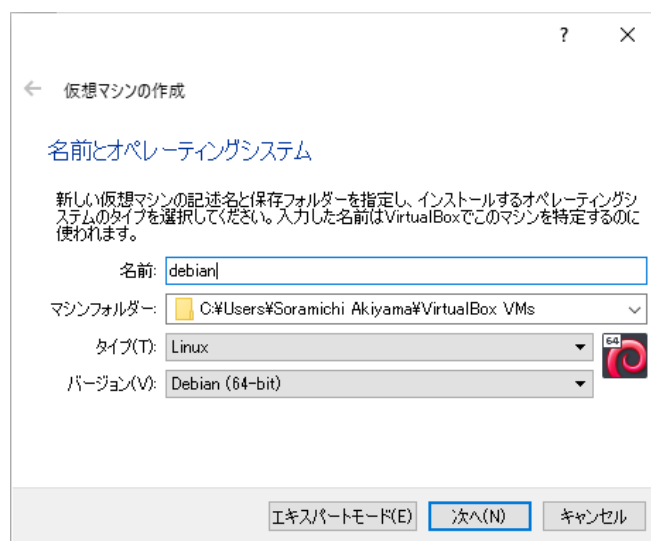 ?
仮想マシンの作成
名前とオペレーティングシステム
新しい仮想マシンの記述名と保存フォルダーを指定し、インストールするオペレーティングシ
ステムのタイプを選択してください。入力した名前はVirtualBoxでこのマシンを特定するのに
使われます。
名前: debian
マシンフォルダー: C:¥Users¥Soramichi Akiyama¥VirtualBox VMs
タイプ(T): Linux
64
バージョン(V): Debian (64-bit)
エキスパートモード(E) 次へ(N) キャンセル